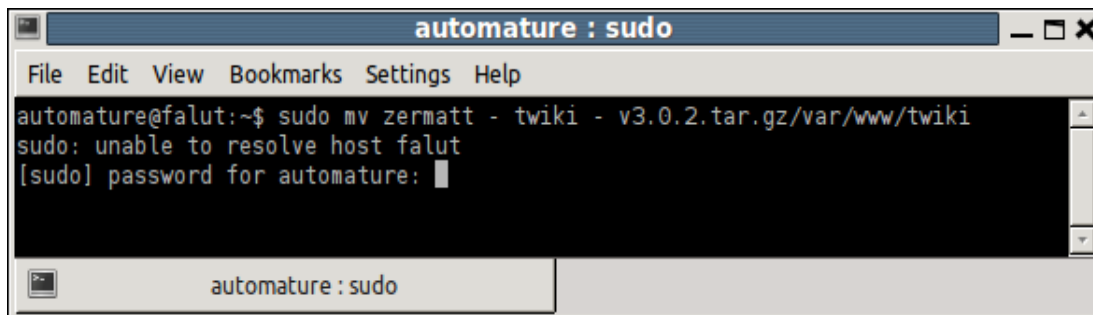 automature : sudo
File Edit View Bookmarks Settings Help
automature@falut:~$ sudo mv zermatt - twiki - v3.0.2.tar.gz/var/www/twiki
sudo: unable to resolve host falut
[sudo] password for automature:
automature : sudo